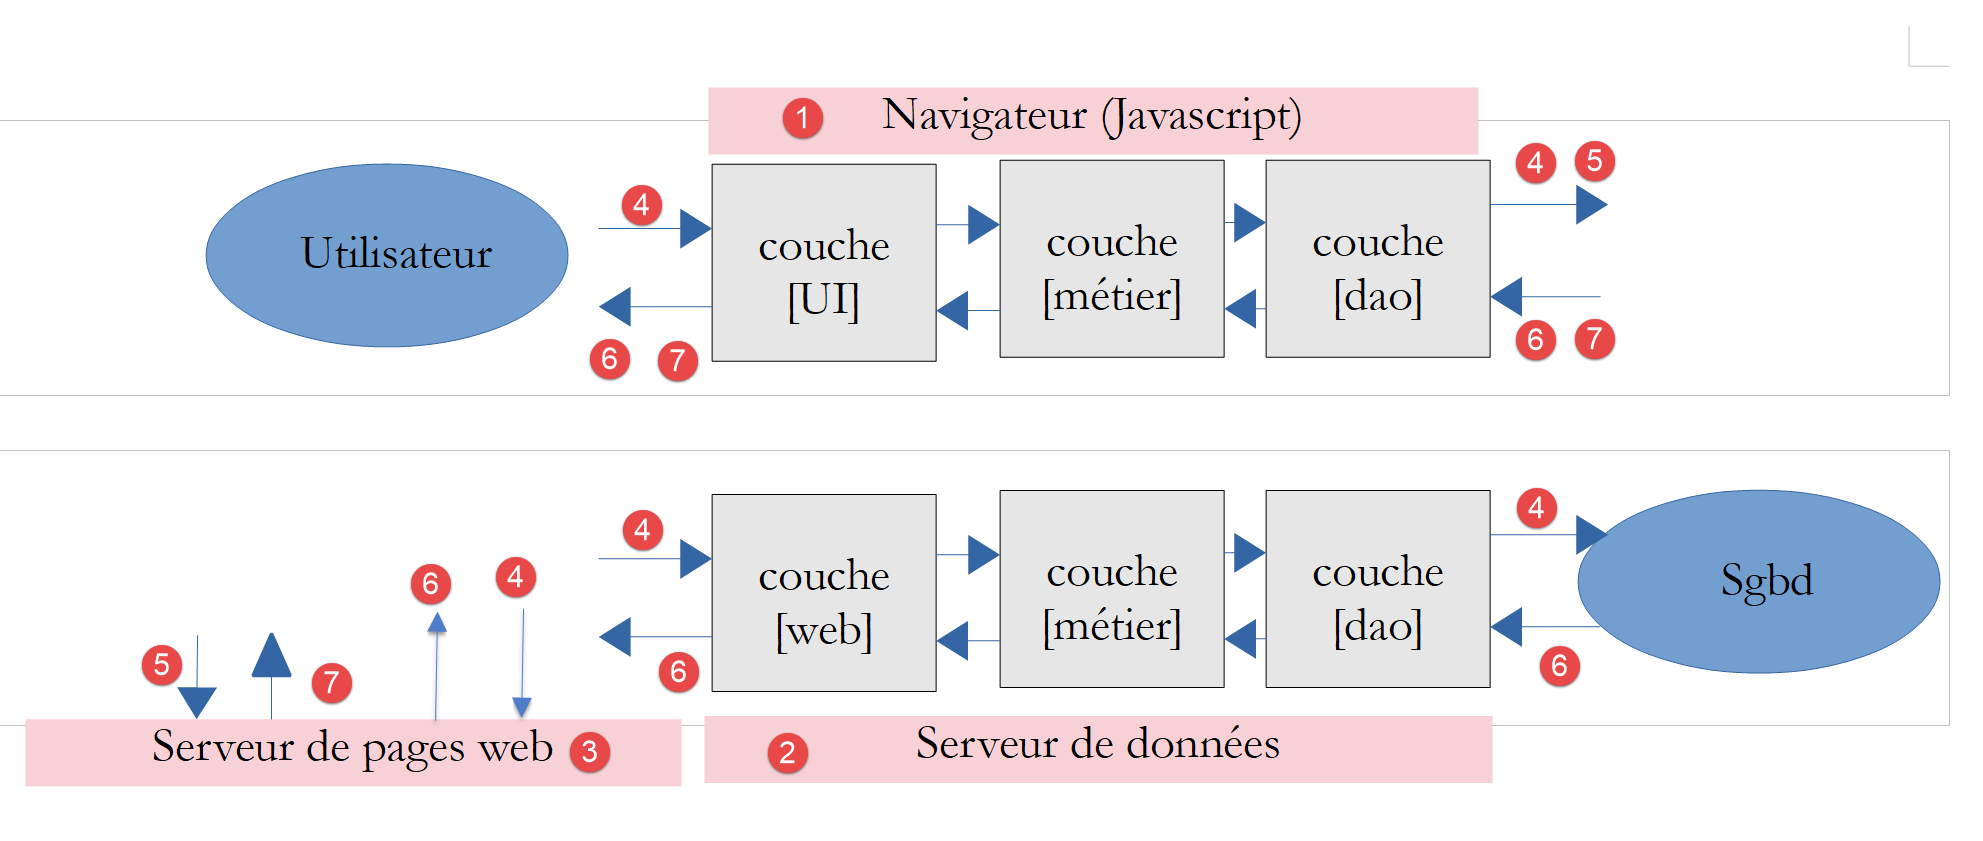 1 Navigateur (Javascript)
4 5
4
Utilisateur
couche
[UI]
couche
[métier]
couche
[dao]
6 7
6 7
4
4
couche
[web]
couche
[métier]
couche
[dao]
Sgbd
6 4
5 7
6
6
Serveur de pages web 3
2 Serveur de données